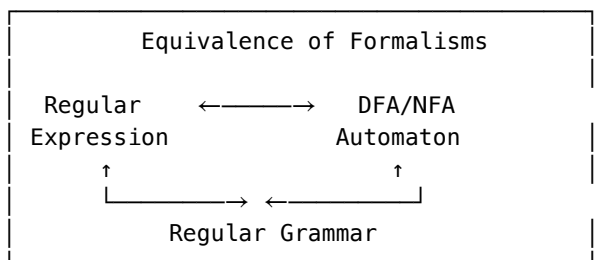 Equivalence of Formalisms
Regular ←————→ DFA/NFA
Expression Automaton
Regular Grammar